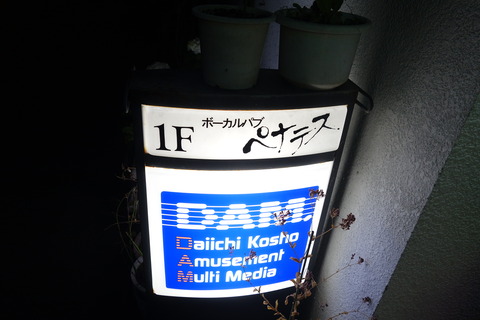 1F
ボーカルパブ
ペナテス
DAM
Daiichi Kosho
Amusement
Multi Media